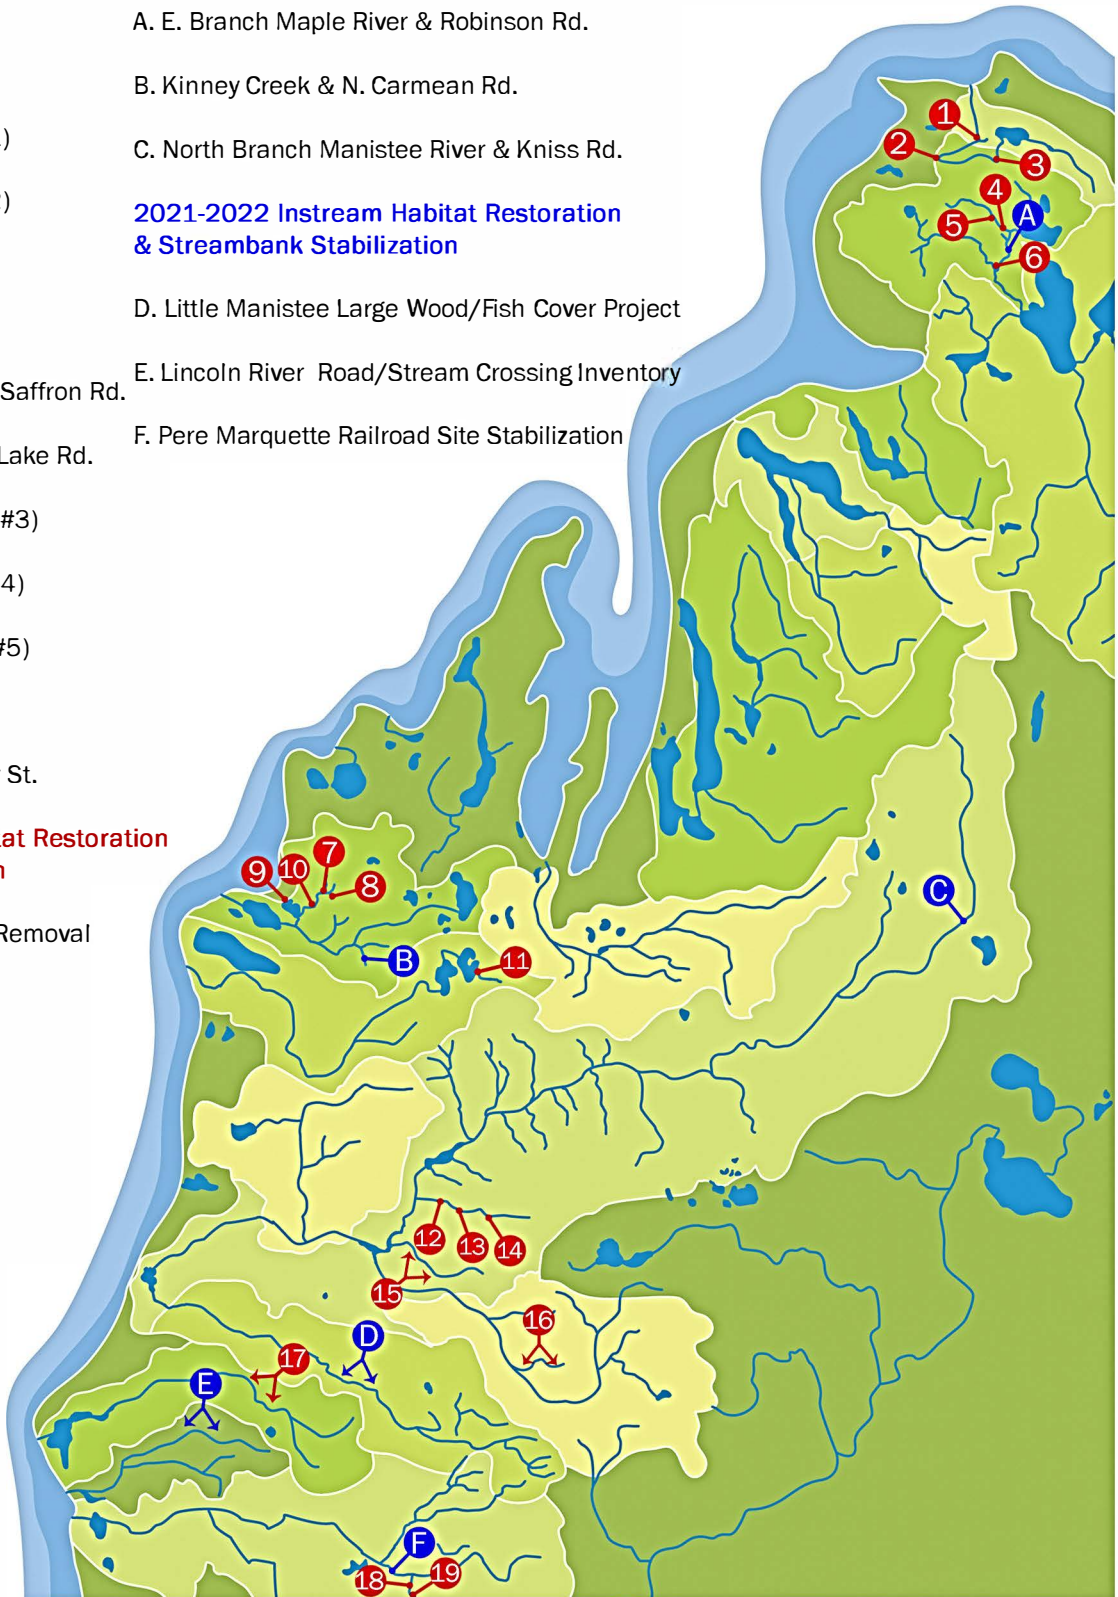 A. E. Branch Maple River & Robinson Rd.
B. Kinney Creek & N. Carmean Rd.
C. North Branch Manistee River & Kniss Rd.
2021-2022 Instream Habitat Restoration
& Streambank Stabilization
D. Little Manistee Large Wood/Fish Cover Project
E. Lincoln River Road/Stream Crossing Inventory
F. Pere Marquette Railroad Site Stabilization
)
)
Saffron Rd.
Lake Rd.
#3)
4)
#5)
St.
at Restoration
Removal
1
2
3
4
A
5
6
7
9
10
8
C
B
11
12
13
14
15
16
D
17
E
F
18
19